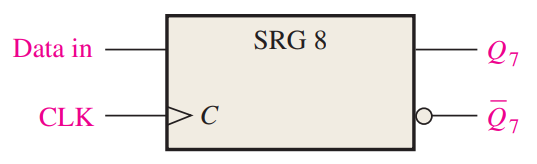 SRG 8
Data in
Q₇
CLK
C
Q̅₇